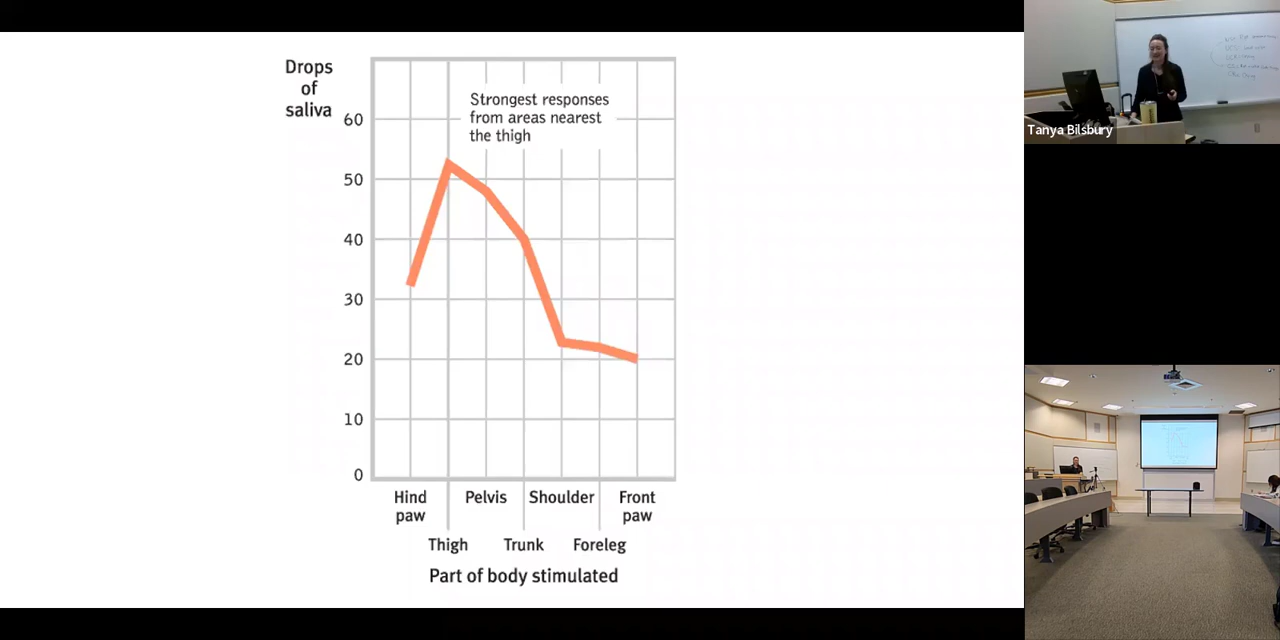 Drops
of
saliva
Strongest responses
from areas nearest
the thigh
60
50
40
30
20
10
0
Hind
paw
Pelvis
Shoulder
Front
paw
Thigh
Trunk
Foreleg
Part of body stimulated
Tanya Bilsbury